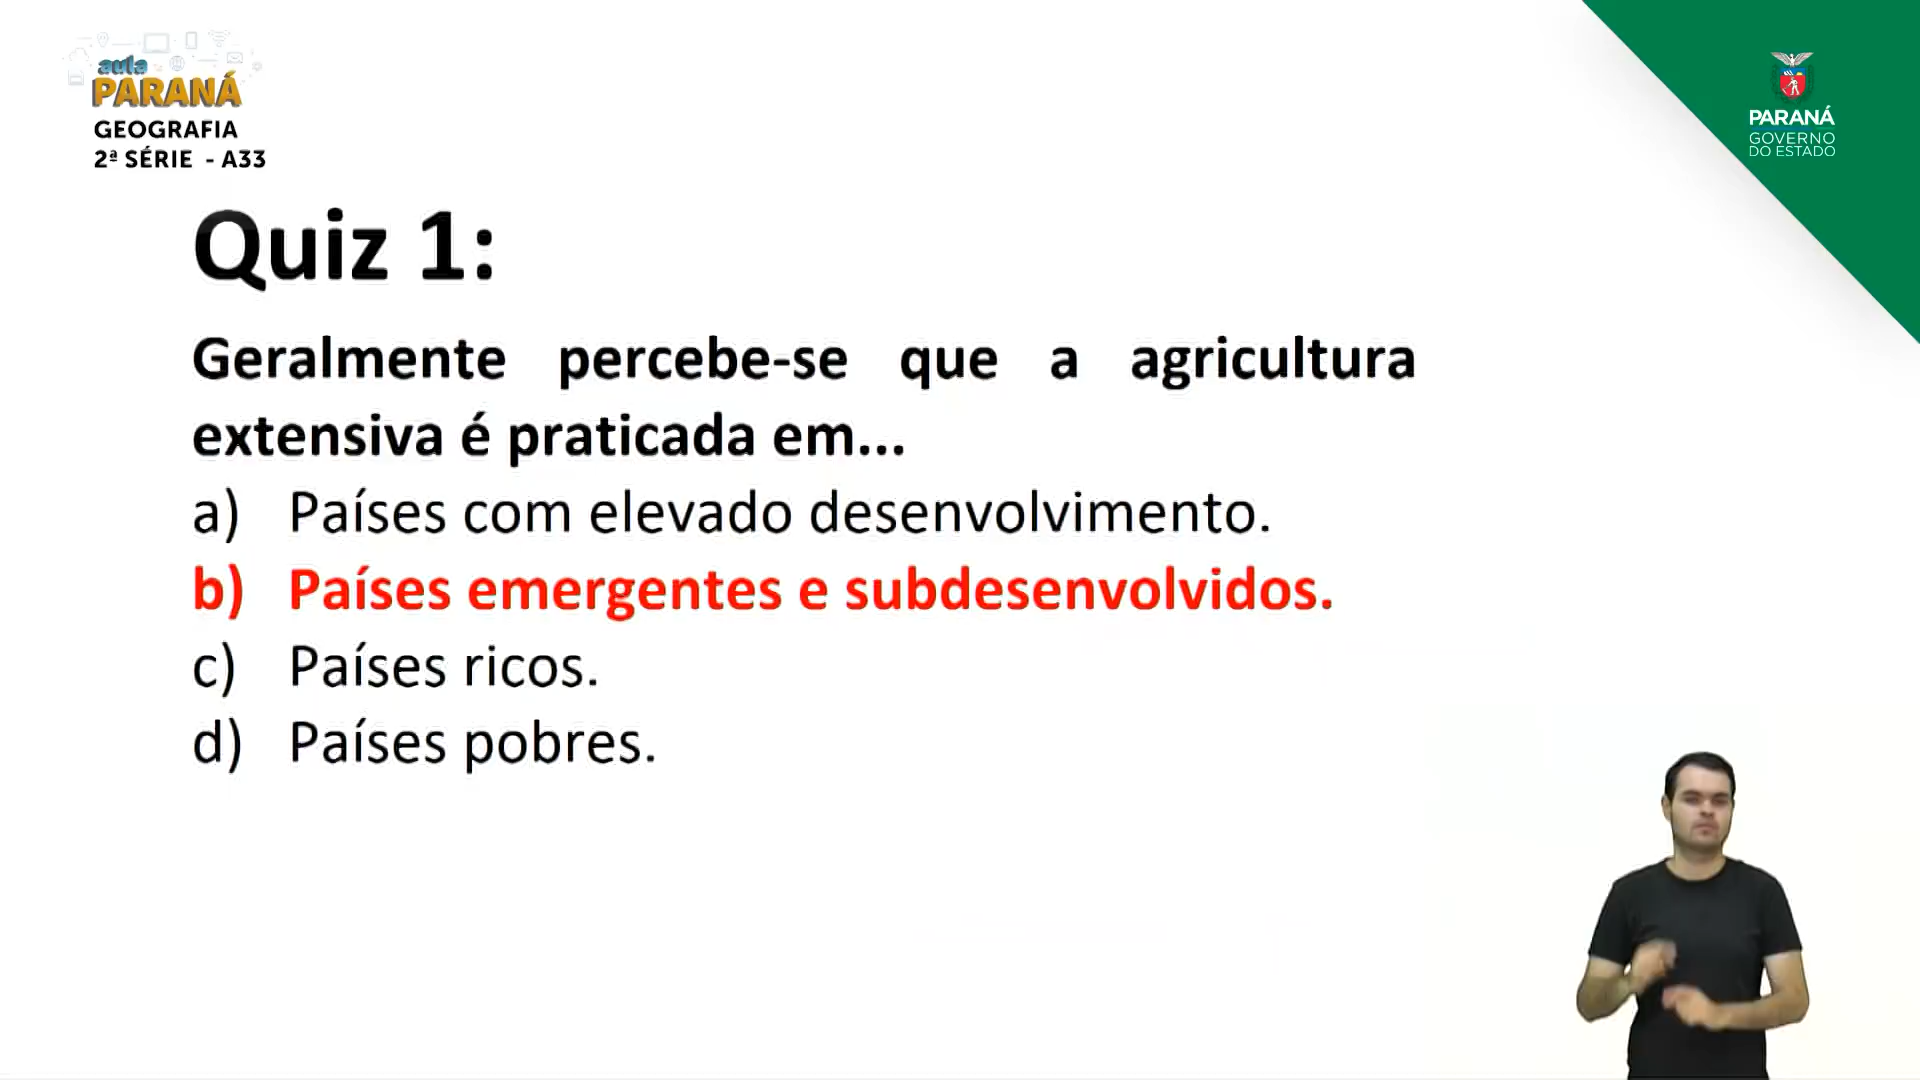 aula
PARANÁ
GEOGRAFIA
2ª SÉRIE - A33
PARANÁ
GOVERNO
DO ESTADO
Quiz 1:
Geralmente percebe-se que a agricultura
extensiva é praticada em...
a) Países com elevado desenvolvimento.
b) Países emergentes e subdesenvolvidos.
c) Países ricos.
d) Países pobres.